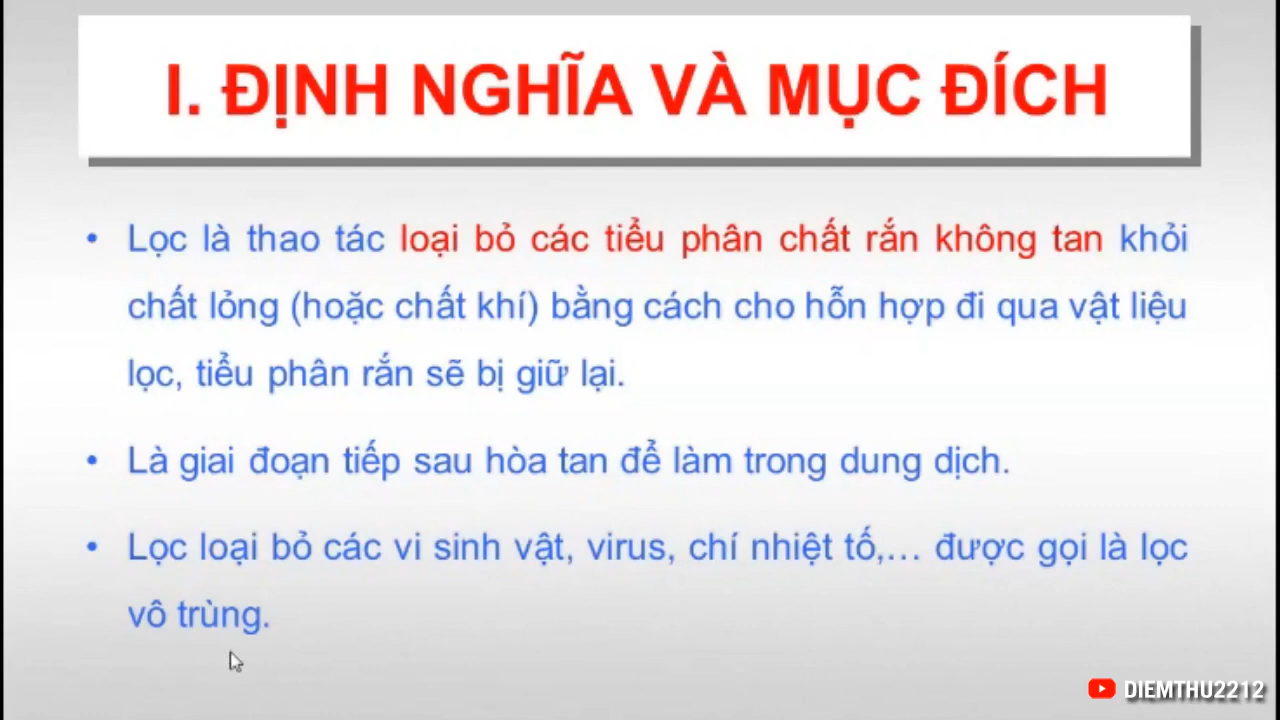 I. ĐỊNH NGHĨA VÀ MỤC ĐÍCH
• Lọc là thao tác loại bỏ các tiểu phân chất rắn không tan khỏi
chất lỏng (hoặc chất khí) bằng cách cho hỗn hợp đi qua vật liệu
lọc, tiểu phân rắn sẽ bị giữ lại.
• Là giai đoạn tiếp sau hòa tan để làm trong dung dịch.
• Lọc loại bỏ các vi sinh vật, virus, chí nhiệt tố,… được gọi là lọc
vô trùng.
DIEMTHU2212